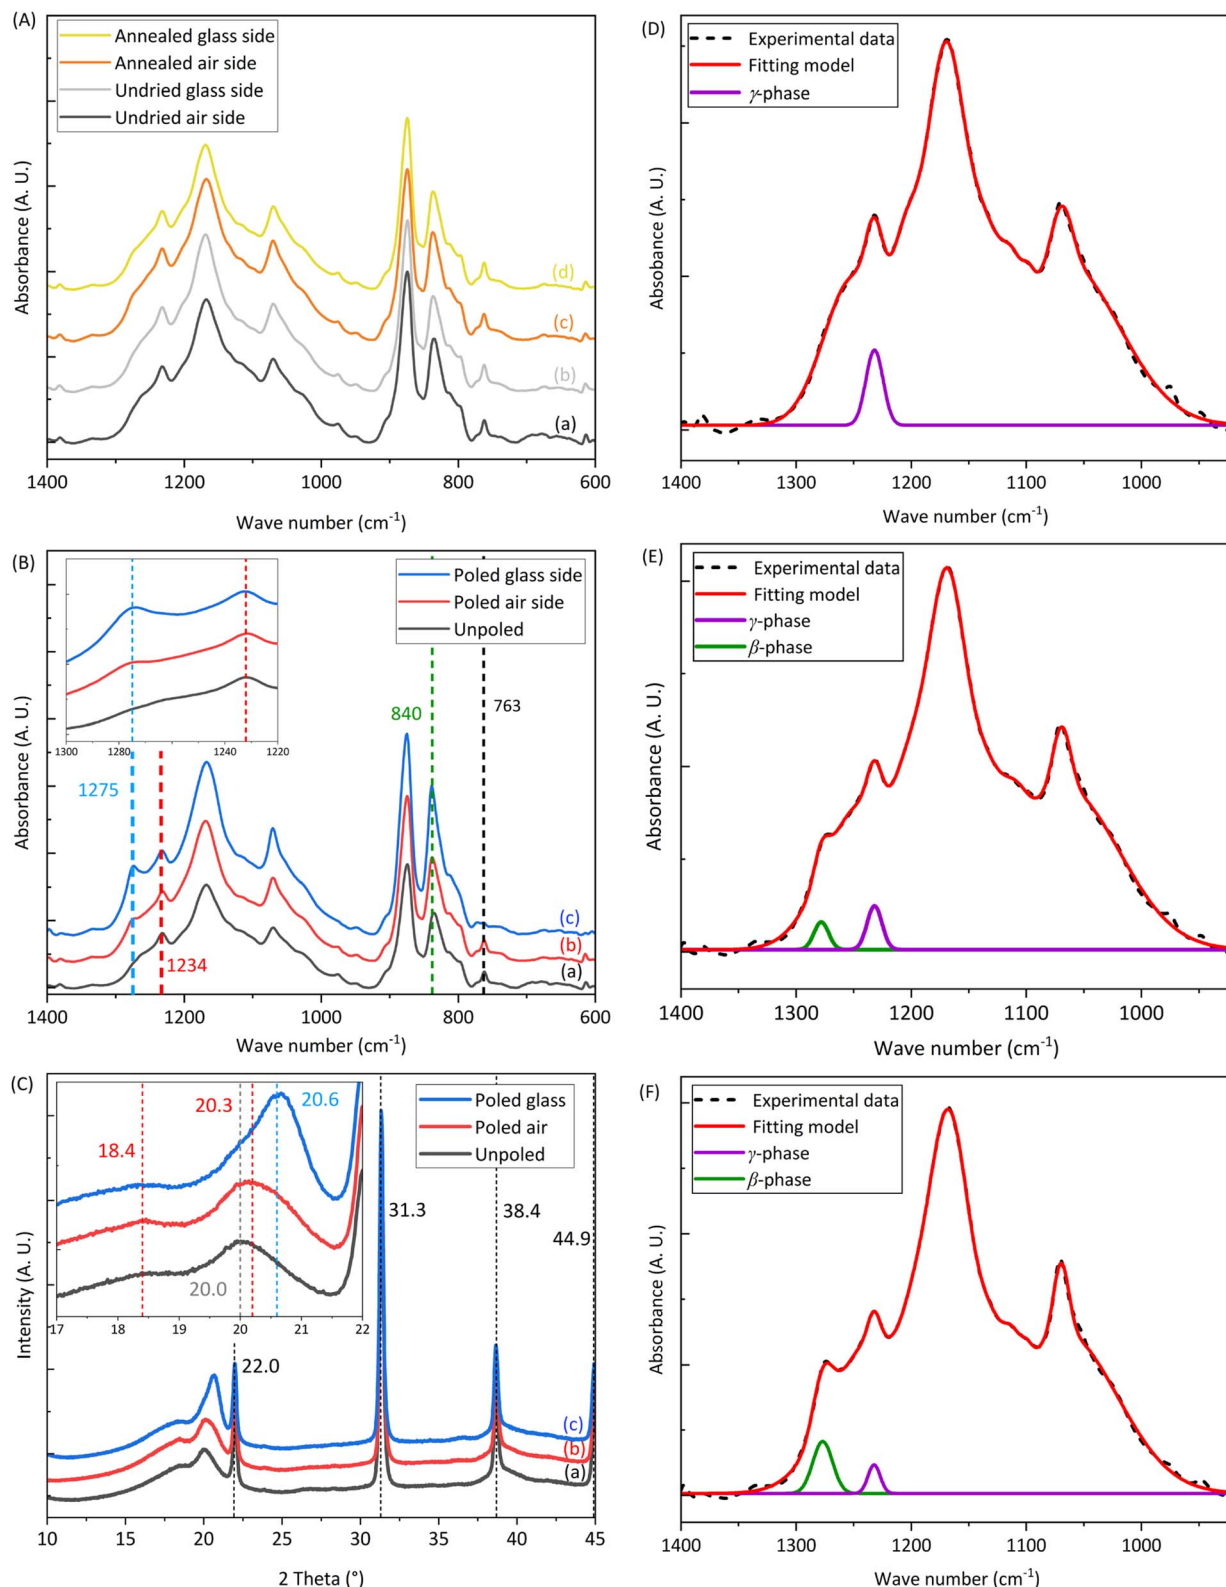 (A)
Annealed glass side
Annealed air side
Undried glass side
Undried air side
(d)
(c)
(b)
(a)
Absorbance (A. U.)
1400 1200 1000 800 600
Wave number (cm⁻¹)
(D)
Experimental data
Fitting model
γ-phase
Absobance (A. U.)
1400 1300 1200 1100 1000
Wave number (cm⁻¹)
(B)
Poled glass side
Poled air side
Unpoled
1300 1280 1260 1240 1220
840
763
1275
1234
(c)
(b)
(a)
Absorbance (A. U.)
1400 1200 1000 800 600
Wave number (cm⁻¹)
(E)
Experimental data
Fitting model
γ-phase
β-phase
Absorbance (A. U.)
1400 1300 1200 1100 1000
Wave number (cm⁻¹)
(C)
Poled glass
Poled air
Unpoled
20.3
20.6
18.4
20.0
17 18 19 20 21 22
31.3
38.4
44.9
22.0
(c)
(b)
(a)
Intensity (A. U.)
10 15 20 25 30 35 40 45
2 Theta (°)
(F)
Experimental data
Fitting model
γ-phase
β-phase
Absorbance (A. U.)
1400 1300 1200 1100 1000
Wave number (cm⁻¹)